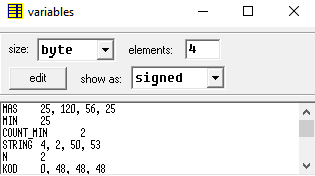 variables
size: byte elements: 4
edit show as: signed
MAS 25, 120, 56, 25
MIN 25
COUNT_MIN 2
STRING 4, 2, 50, 53
N 2
KOD 0, 48, 48, 48